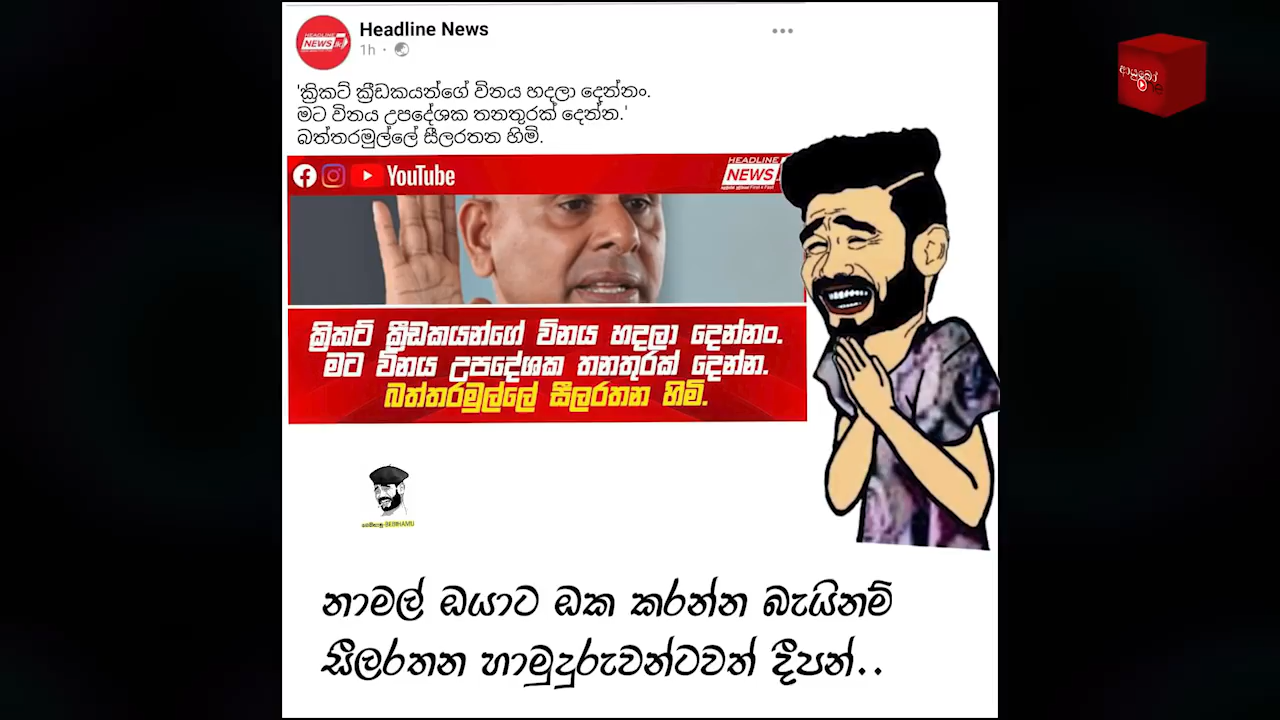 Headline News
1h
'ක්‍රිකට් ක්‍රීඩකයන්ගේ විනය හදලා දෙන්නං.
මට විනය උපදේශක තනතුරක් දෙන්න.'
බත්තරමුල්ලේ සීලරතන හිමි.
YouTube
HEADLINE
NEWS
ක්‍රිකට් ක්‍රීඩකයන්ගේ විනය හදලා දෙන්නං.
මට විනය උපදේශක තනතුරක් දෙන්න.
බත්තරමුල්ලේ සීලරතන හිමි.
BEBIHAMU
නාමල් ඔයාට ඔක කරන්න බැයිනම්
සීලරතන හාමුදුරුවන්ටවත් දීපන්..